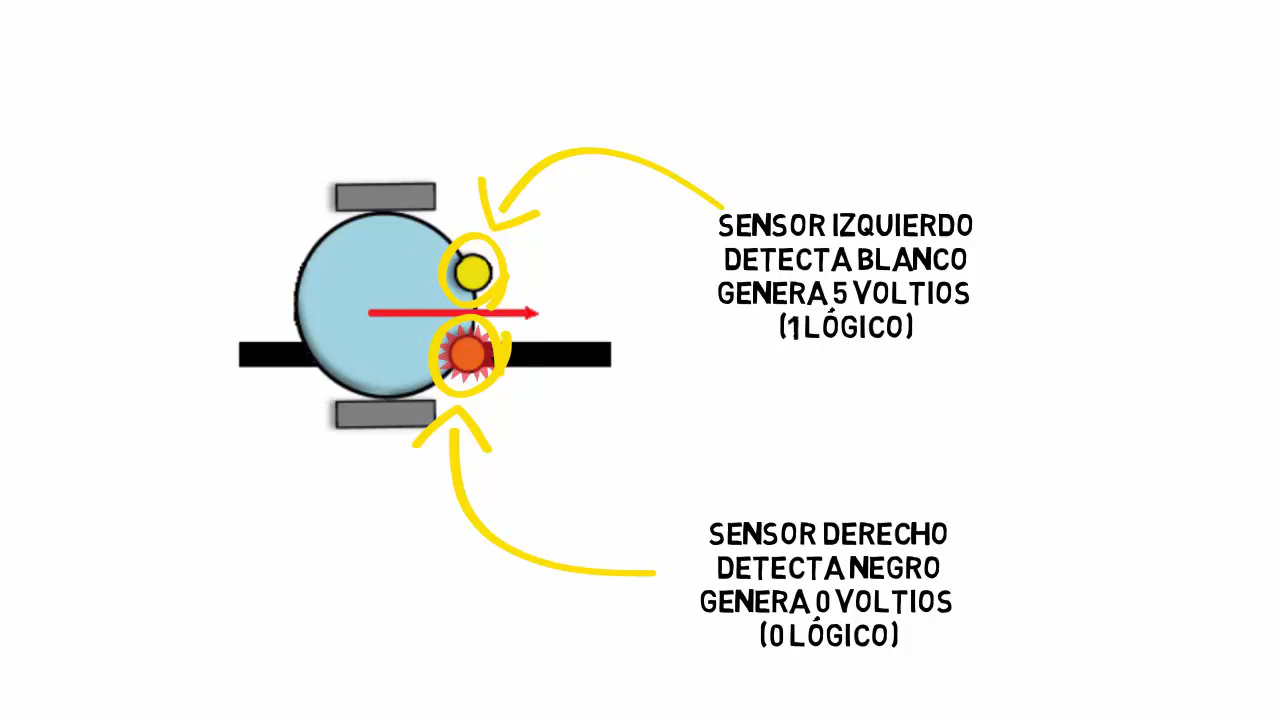 SENSOR IZQUIERDO
DETECTA BLANCO
GENERA 5 VOLTIOS
(1 LÓGICO)
SENSOR DERECHO
DETECTA NEGRO
GENERA 0 VOLTIOS
(0 LÓGICO)